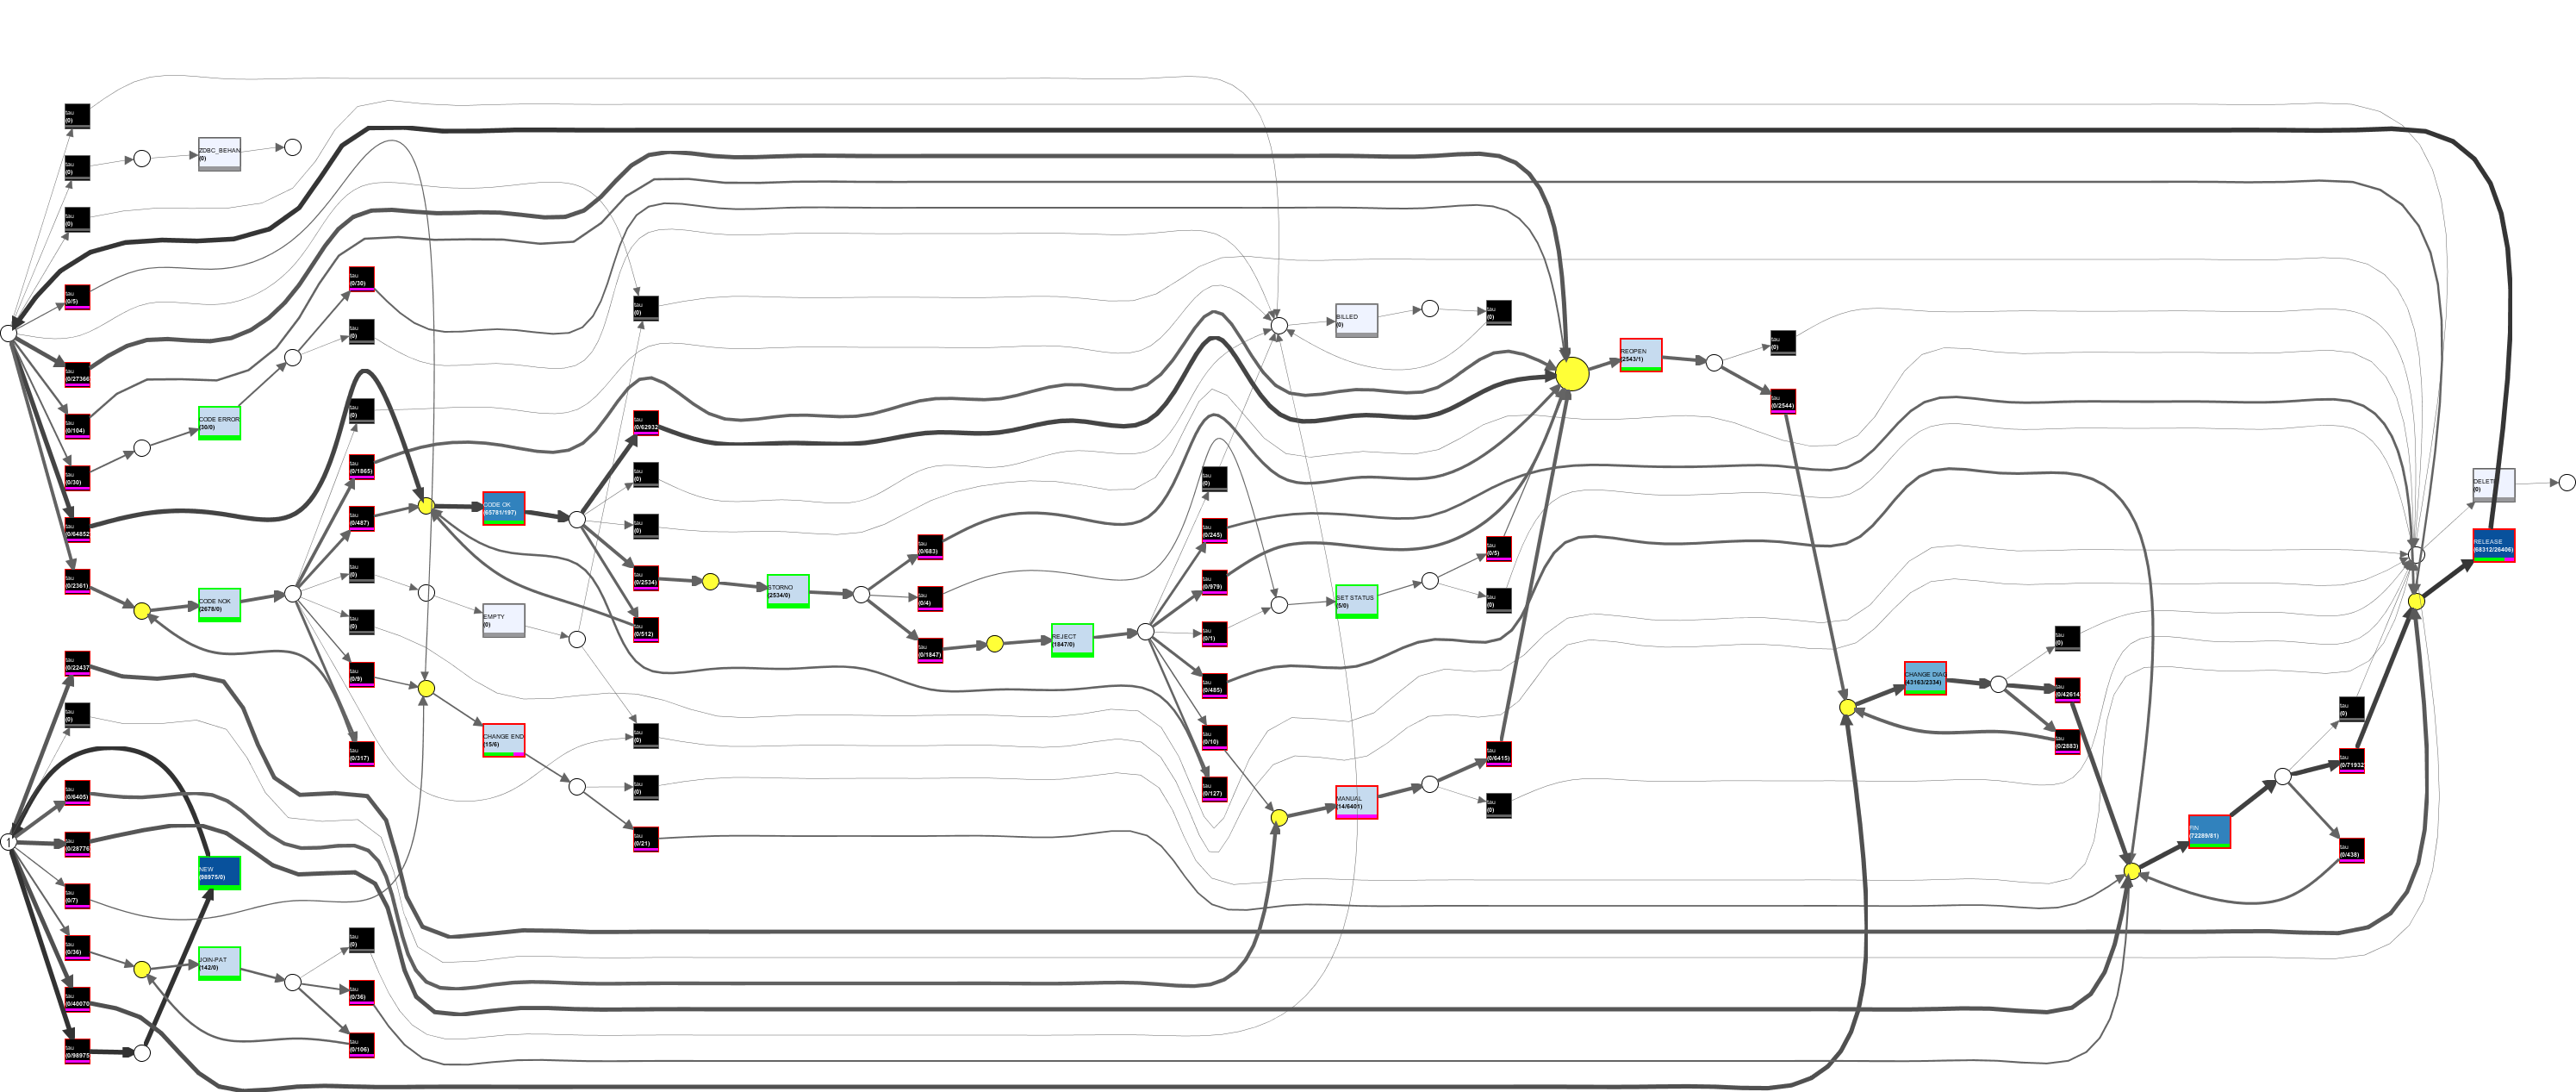 tau
(0)
tau
(0)
ZDBC_BEHAN
(0)
tau
(0)
tau
(0/5)
tau
(0/30)
tau
(0)
tau
(0)
BILLED
(0)
tau
(0)
tau
(0)
REOPEN
(2543/1)
tau
(0/27366
tau
(0/104)
CODE ERROR
(30/0)
tau
(0)
tau
(0/62932
tau
(0/2544)
tau
(0/30)
tau
(0/1865)
tau
(0)
tau
(0)
DELET
(0)
tau
(0/64852
tau
(0/487)
CODE OK
(65781/197)
tau
(0)
tau
(0/683)
tau
(0/245)
tau
(0/5)
RELEASE
(68312/26406)
tau
(0/2361)
CODE NOK
(2678/0)
tau
(0)
tau
(0/2534)
STORNO
(2534/0)
tau
(0/4)
tau
(0/979)
SET STATUS
(5/0)
tau
(0)
tau
(0)
EMPTY
(0)
tau
(0/512)
tau
(0/1847)
REJECT
(1847/0)
tau
(0/1)
tau
(0)
tau
(0/22437
tau
(0/9)
tau
(0/485)
CHANGE DIAG
(43163/2334)
tau
(0/42614
tau
(0)
CHANGE END
(15/6)
tau
(0)
tau
(0/10)
tau
(0/2883)
tau
(0)
tau
(0/317)
tau
(0/6415)
tau
(0/71932
tau
(0/6405)
tau
(0)
tau
(0/127)
MANUAL
(14/6401)
tau
(0)
1
tau
(0/28776
tau
(0/21)
FIN
(72289/81)
tau
(0/438)
NEW
(98975/0)
tau
(0/7)
tau
(0/36)
JOIN-PAT
(142/0)
tau
(0)
tau
(0/40070
tau
(0/36)
tau
(0/98975
tau
(0/106)